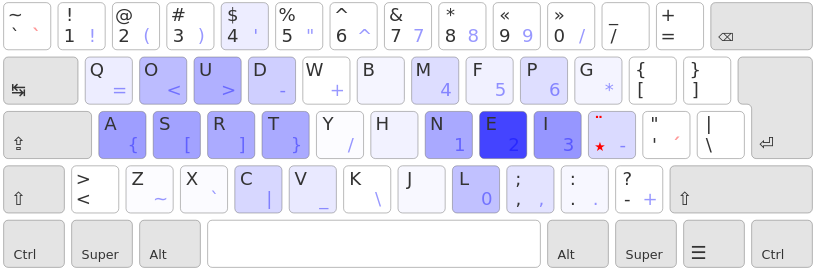 ~ ! @ # $ % ^ & * « » _ +
` ` 1 ! 2 ( 3 ) 4 ' 5 " 6 ^ 7 7 8 8 9 9 0 / / = ⌫
Q O U D W B M F P G { }
↹ = < > - + 4 5 6 * [ ]
A S R T Y H N E I ¨ " |
⇪ { [ ] } / 1 2 3 ★ - ' ´ \ ⏎
> Z X C V K J L ; : ?
⇧ < ~ ` | _ \ 0 , , . . - + ⇧
Ctrl Super Alt Alt Super ☰ Ctrl